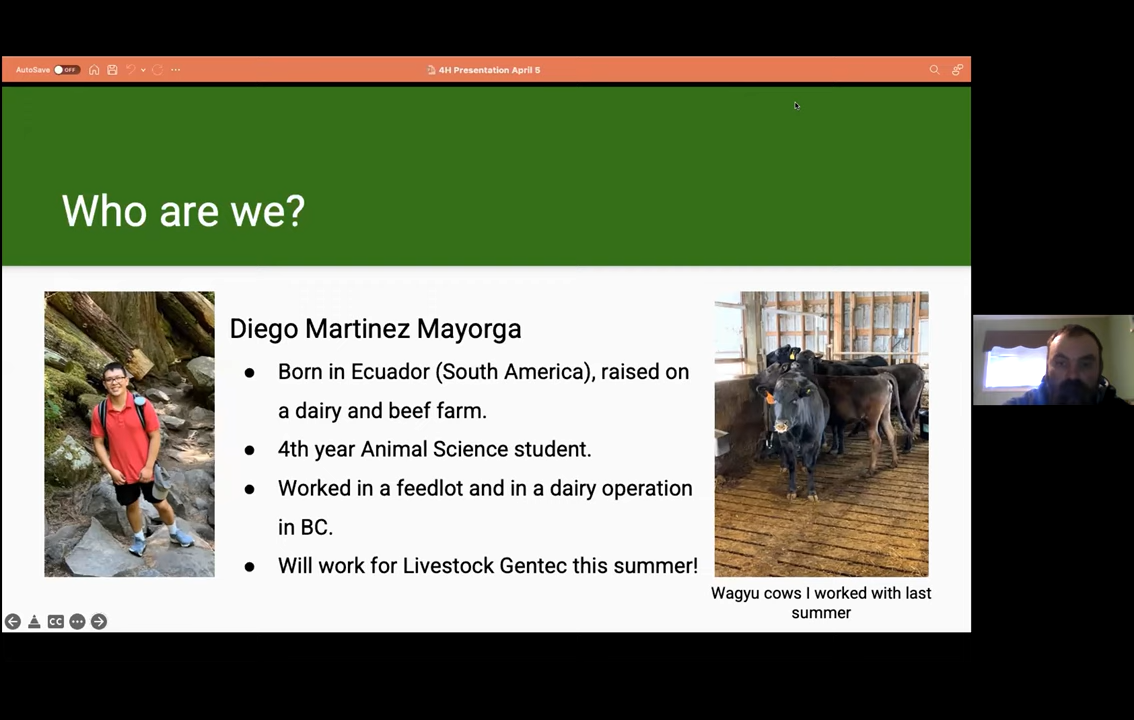 AutoSave OFF
4H Presentation April 5
Who are we?
Diego Martinez Mayorga
● Born in Ecuador (South America), raised on
a dairy and beef farm.
● 4th year Animal Science student.
● Worked in a feedlot and in a dairy operation
in BC.
● Will work for Livestock Gentec this summer!
Wagyu cows I worked with last
summer
CC